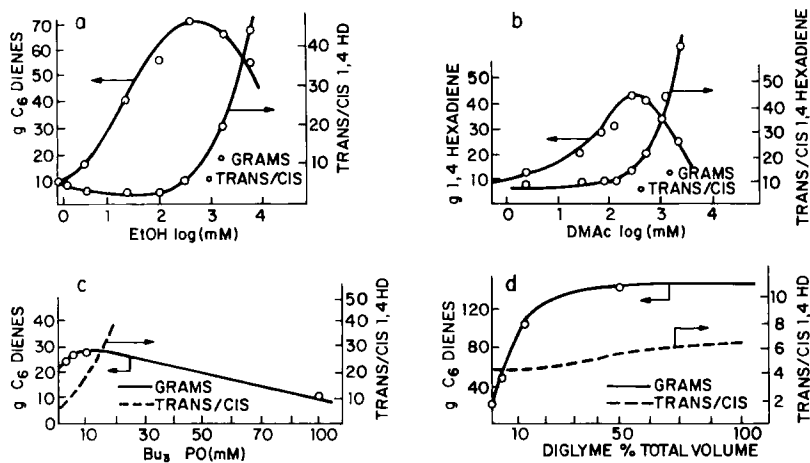 a
g C6 DIENES
70
60
50
40
30
20
10
40
30
20
TRANS/CIS 1,4 HD
GRAMS
TRANS/CIS
0
1
2
3
4
EtOH log(mM)
b
g 1,4 HEXADIENE
50
40
30
20
10
50
40
30
20
10
TRANS/CIS 1,4 HEXADIENE
GRAMS
TRANS/CIS
0
1
2
3
4
DMAc log(mM)
c
g C6 DIENES
40
30
20
10
0
50
40
30
20
10
TRANS/CIS 1,4 HD
GRAMS
TRANS/CIS
10
30
50
70
100
Bu3 PO(mM)
d
g C6 DIENES
120
80
40
10
8
6
4
2
TRANS/CIS 1,4 HD
GRAMS
TRANS/CIS
10
50
100
DIGLYME % TOTAL VOLUME